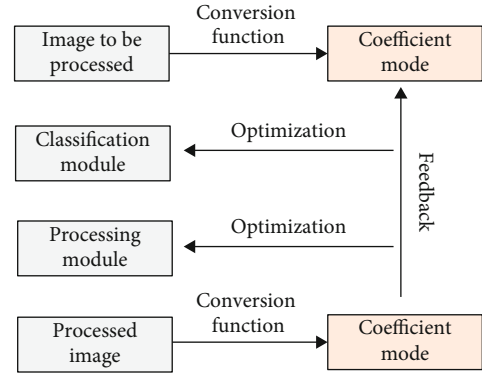 Image to be
processed
Conversion
function
Coefficient
mode
Classification
module
Optimization
Feedback
Processing
module
Optimization
Processed
image
Conversion
function
Coefficient
mode